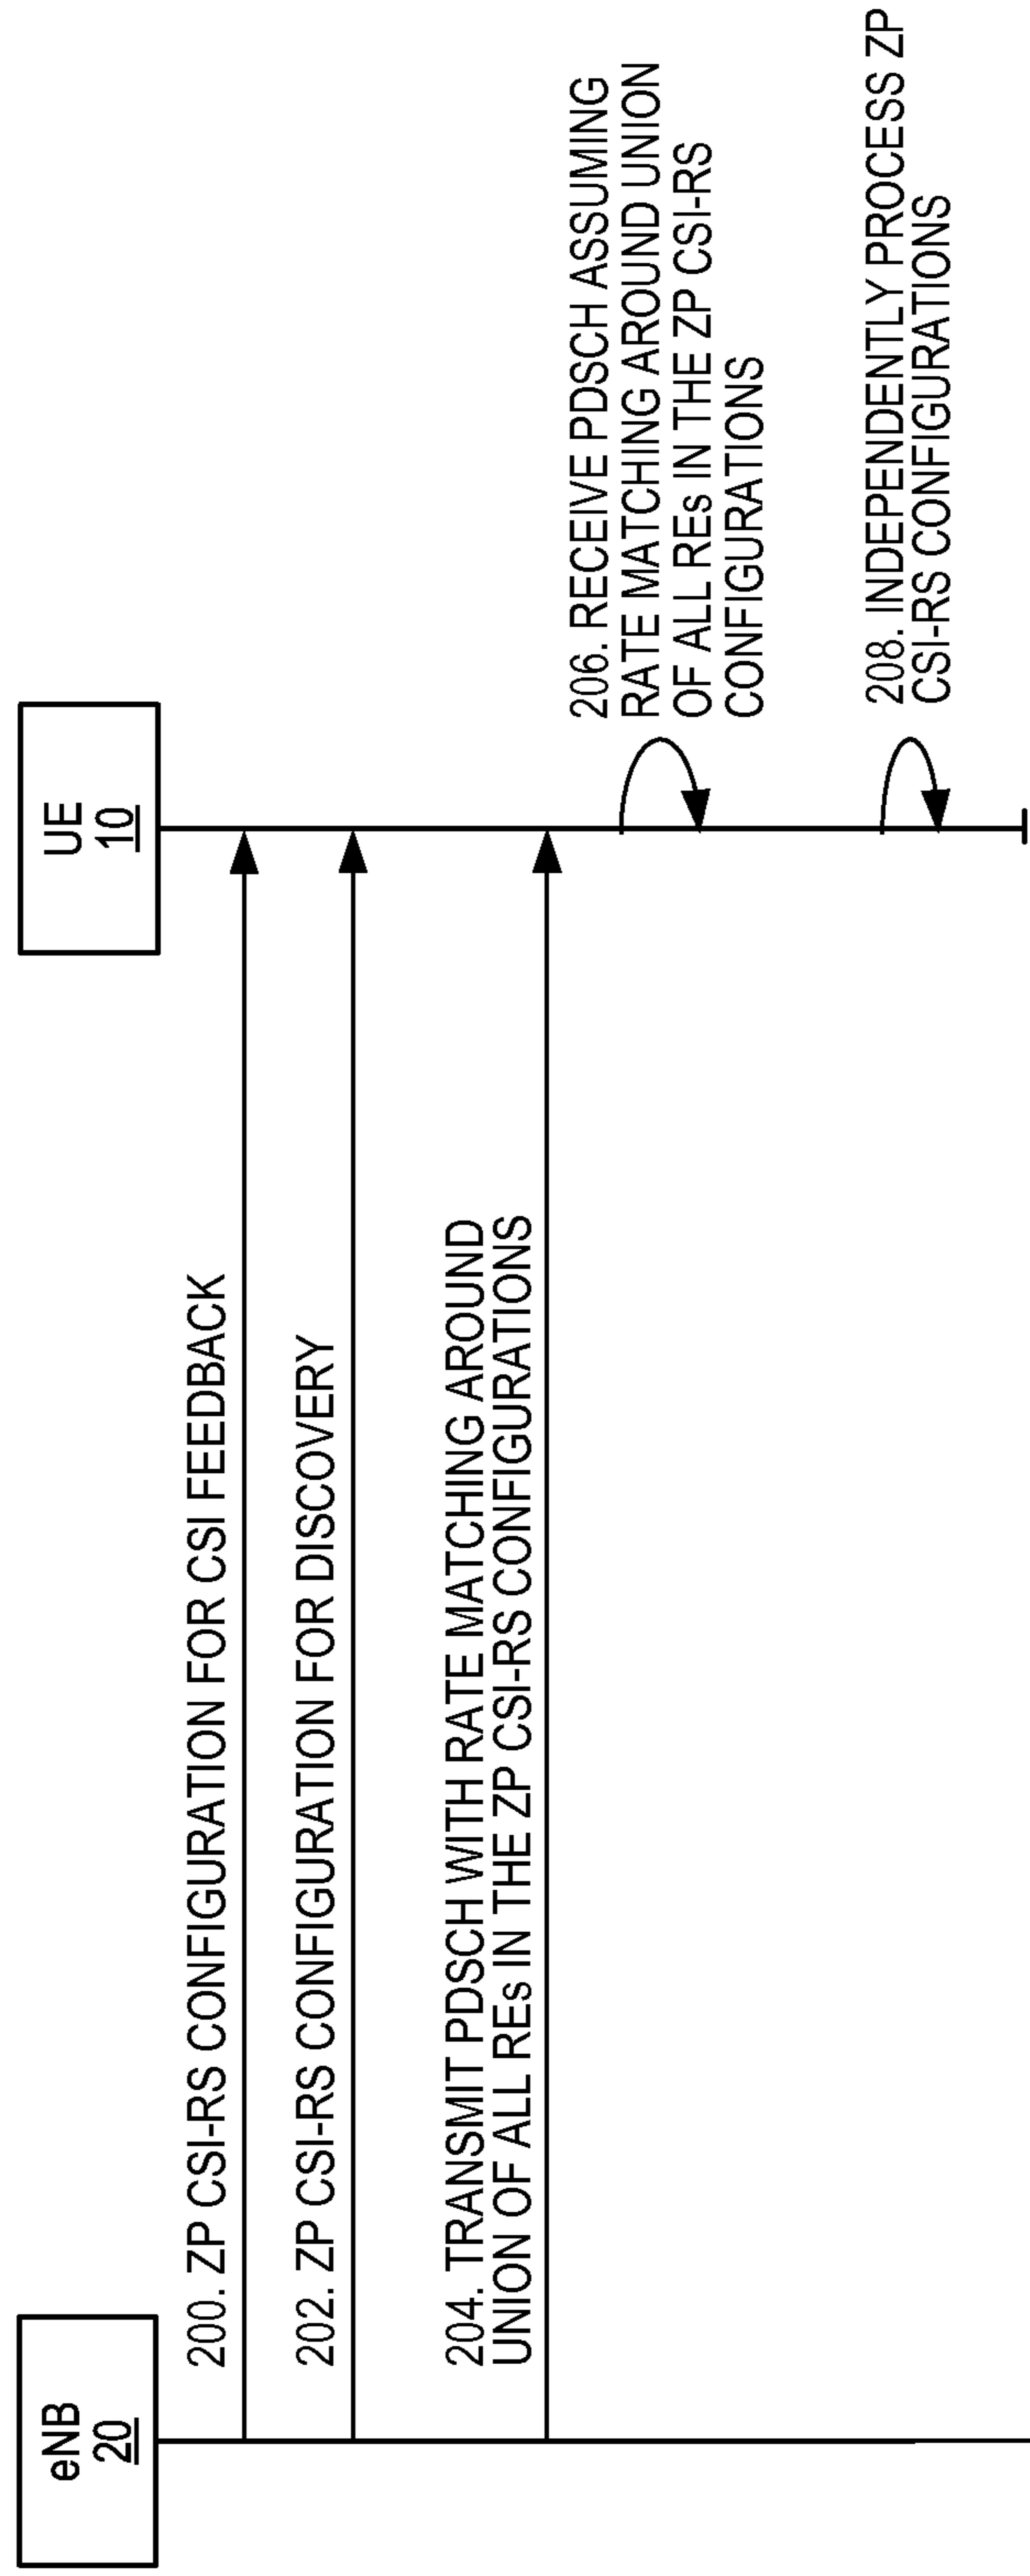 eNB
20
UE
10
200. ZP CSI-RS CONFIGURATION FOR CSI FEEDBACK
202. ZP CSI-RS CONFIGURATION FOR DISCOVERY
204. TRANSMIT PDSCH WITH RATE MATCHING AROUND
UNION OF ALL REs IN THE ZP CSI-RS CONFIGURATIONS
206. RECEIVE PDSCH ASSUMING
RATE MATCHING AROUND UNION
OF ALL REs IN THE ZP CSI-RS
CONFIGURATIONS
208. INDEPENDENTLY PROCESS ZP
CSI-RS CONFIGURATIONS